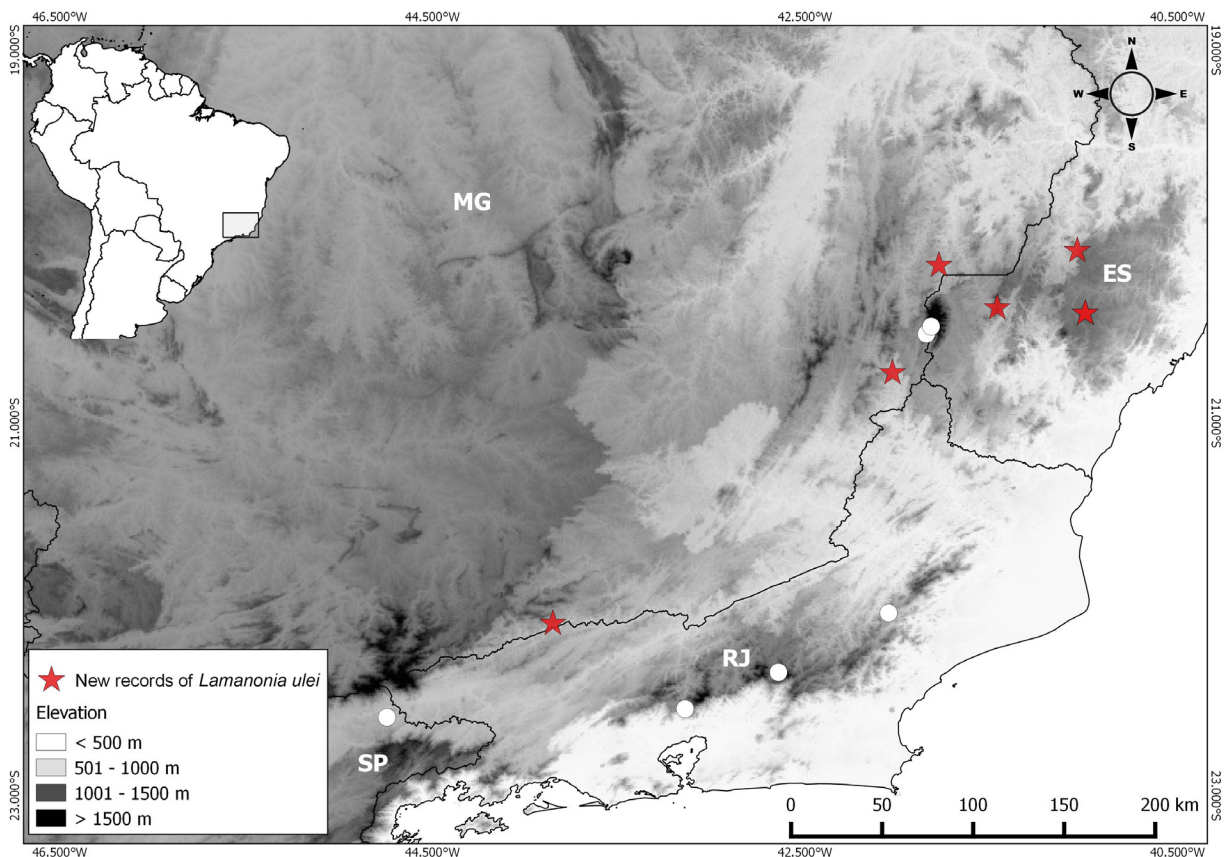 46.500°W 44.500°W 42.500°W 40.500°W
19.000°S 19.000°S
N
W E
S
MG
ES
21.000°S 21.000°S
RJ
SP
New records of Lamanonia ulei
Elevation
< 500 m
501 - 1000 m
1001 - 1500 m
> 1500 m
23.000°S 23.000°S
0 50 100 150 200 km
46.500°W 44.500°W 42.500°W 40.500°W